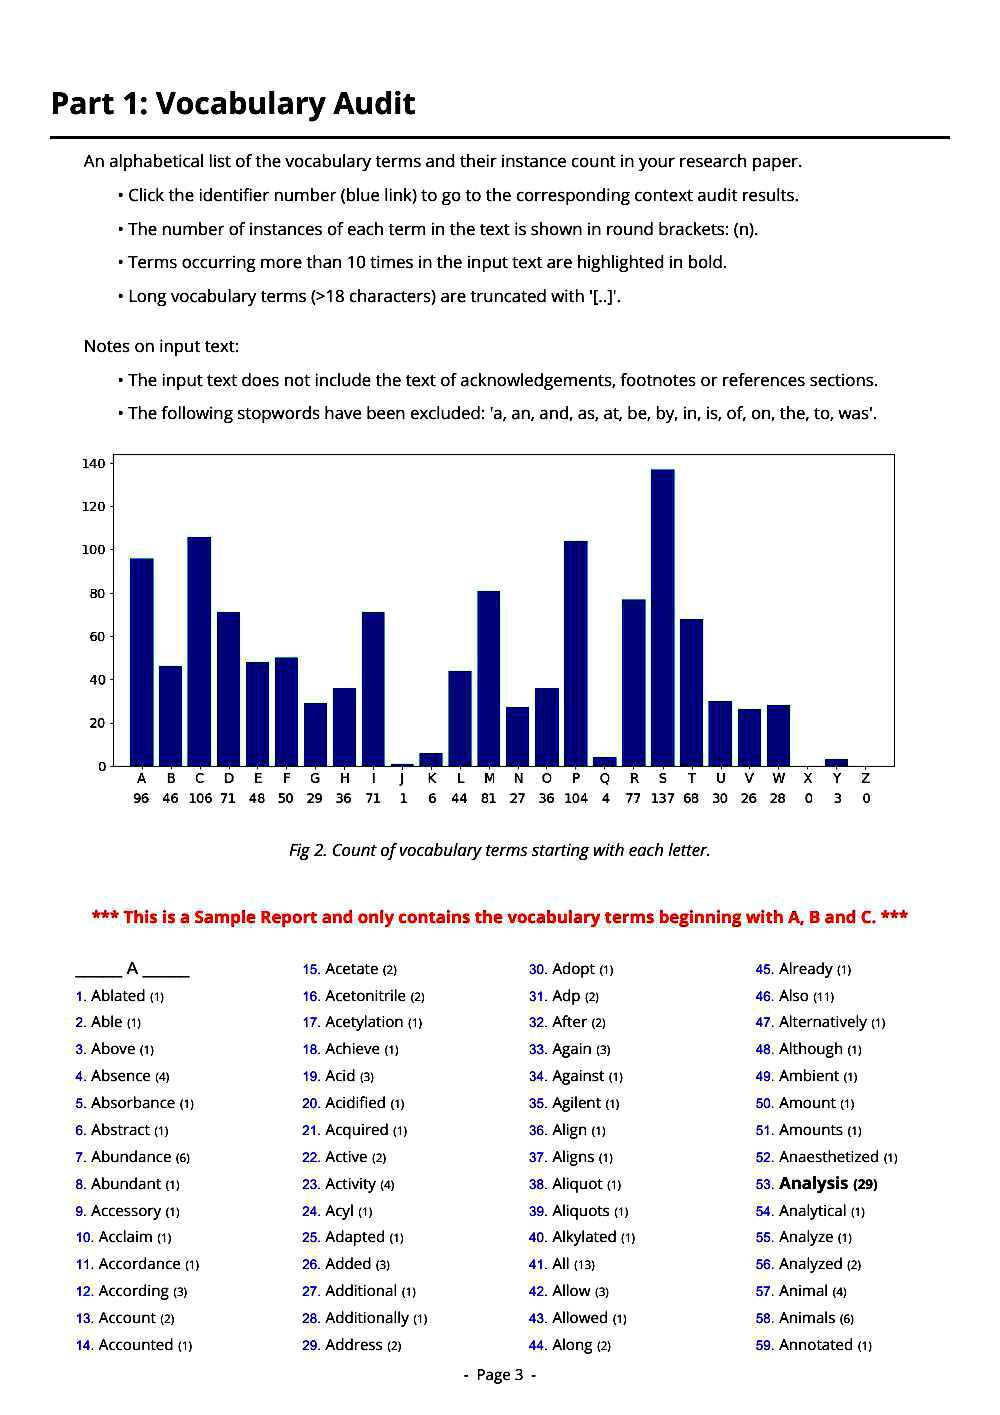 Part 1: Vocabulary Audit
An alphabetical list of the vocabulary terms and their instance count in your research paper.
• Click the identifier number (blue link) to go to the corresponding context audit results.
• The number of instances of each term in the text is shown in round brackets: (n).
• Terms occurring more than 10 times in the input text are highlighted in bold.
• Long vocabulary terms (>18 characters) are truncated with '[..]'.
Notes on input text:
• The input text does not include the text of acknowledgements, footnotes or references sections.
• The following stopwords have been excluded: 'a, an, and, as, at, be, by, in, is, of, on, the, to, was'.
140
120
100
80
60
40
20
0
A B C D E F G H I J K L M N O P Q R S T U V W X Y Z
96 46 106 71 48 50 29 36 71 1 6 44 81 27 36 104 4 77 137 68 30 26 28 0 3 0
Fig 2. Count of vocabulary terms starting with each letter.
*** This is a Sample Report and only contains the vocabulary terms beginning with A, B and C. ***
______ A ______
1. Ablated (1)
2. Able (1)
3. Above (1)
4. Absence (4)
5. Absorbance (1)
6. Abstract (1)
7. Abundance (6)
8. Abundant (1)
9. Accessory (1)
10. Acclaim (1)
11. Accordance (1)
12. According (3)
13. Account (2)
14. Accounted (1)
15. Acetate (2)
16. Acetonitrile (2)
17. Acetylation (1)
18. Achieve (1)
19. Acid (3)
20. Acidified (1)
21. Acquired (1)
22. Active (2)
23. Activity (4)
24. Acyl (1)
25. Adapted (1)
26. Added (3)
27. Additional (1)
28. Additionally (1)
29. Address (2)
30. Adopt (1)
31. Adp (2)
32. After (2)
33. Again (3)
34. Against (1)
35. Agilent (1)
36. Align (1)
37. Aligns (1)
38. Aliquot (1)
39. Aliquots (1)
40. Alkylated (1)
41. All (13)
42. Allow (3)
43. Allowed (1)
44. Along (2)
45. Already (1)
46. Also (11)
47. Alternatively (1)
48. Although (1)
49. Ambient (1)
50. Amount (1)
51. Amounts (1)
52. Anaesthetized (1)
53. Analysis (29)
54. Analytical (1)
55. Analyze (1)
56. Analyzed (2)
57. Animal (4)
58. Animals (6)
59. Annotated (1)
- Page 3 -